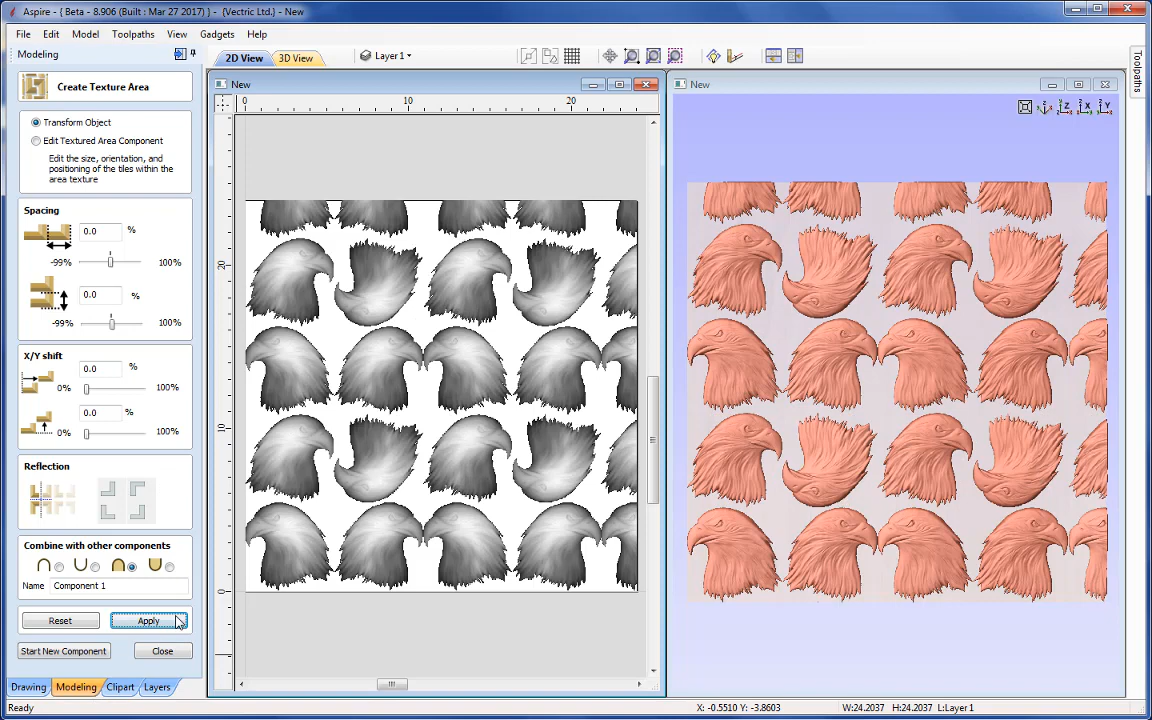 Aspire - { Beta - 8.906 (Built : Mar 27 2017) } - {Vectric Ltd.} - New
File Edit Model Toolpaths View Gadgets Help
Modeling
2D View
3D View
Layer1
Toolpaths
Create Texture Area
New
New
0 10 20
Transform Object
Edit Textured Area Component
Edit the size, orientation, and
positioning of the tiles within the
area texture
Spacing
0.0 %
-99% 100%
0.0 %
-99% 100%
20
10
0
X/Y shift
0.0 %
0% 100%
0.0 %
0% 100%
Reflection
Combine with other components
Name Component 1
Reset Apply
Start New Component Close
Drawing Modeling Clipart Layers
Ready
X: -0.5510 Y: -3.8603
W:24.2037 H:24.2037 L:Layer 1
Z
X
Y